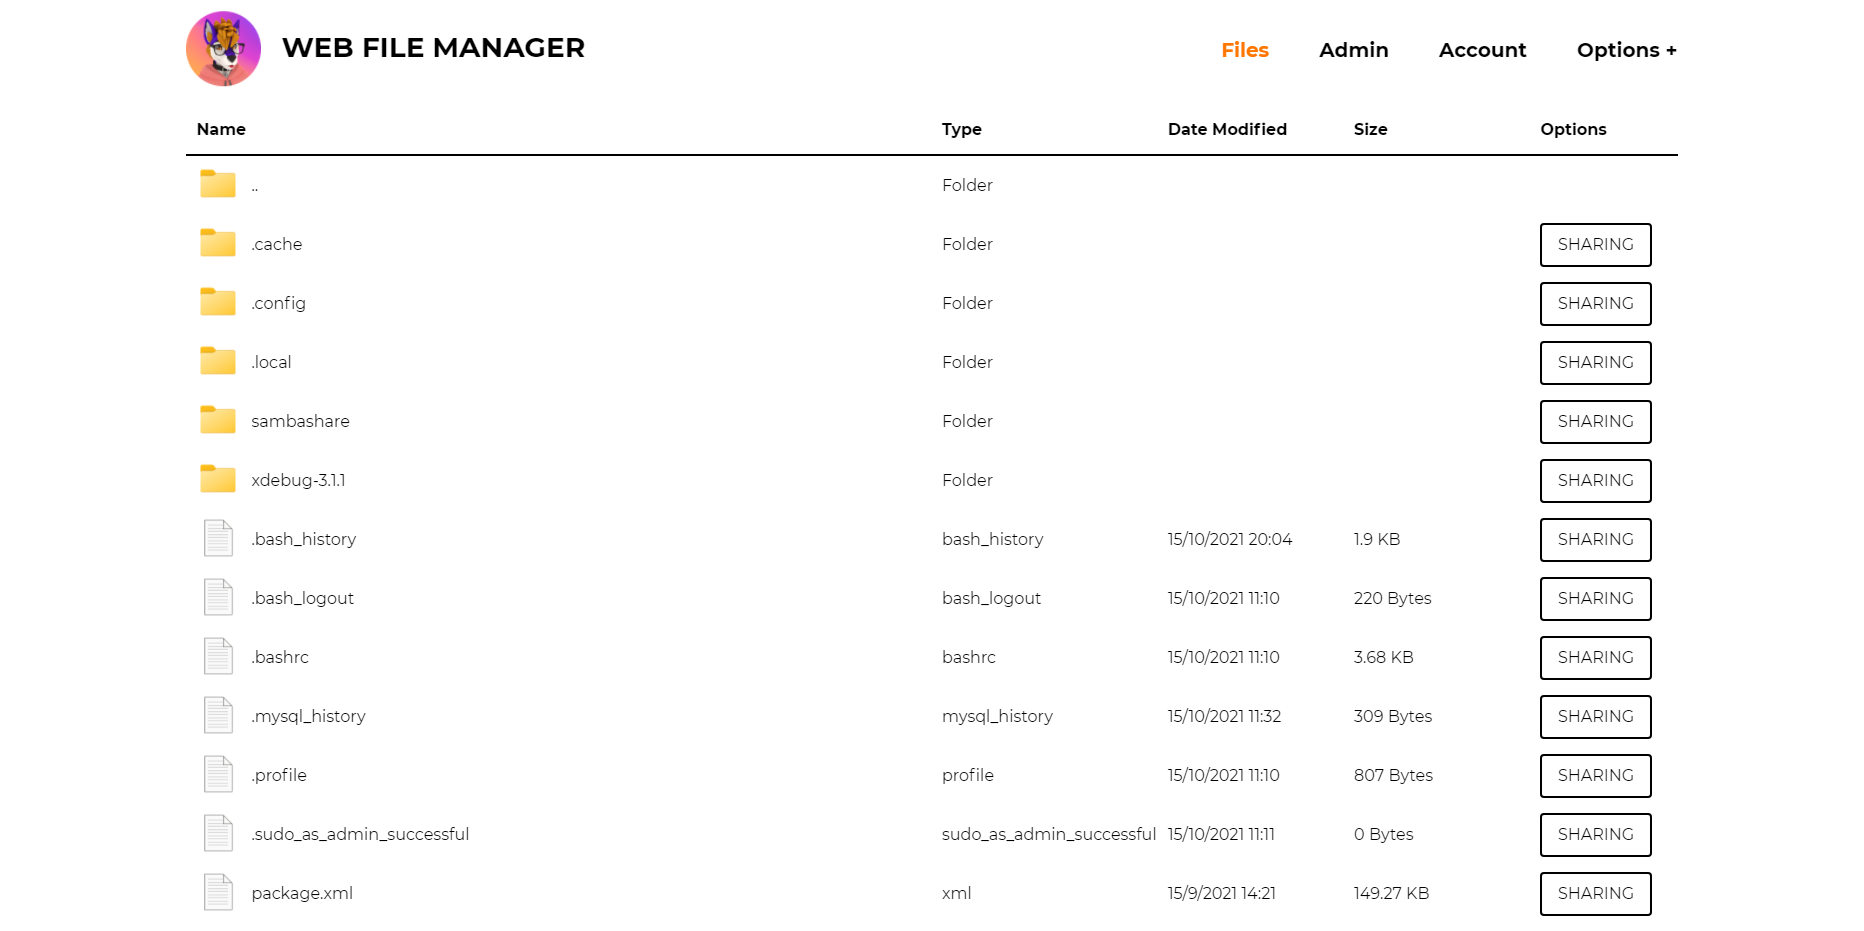 WEB FILE MANAGER
Files Admin Account Options +
Name Type Date Modified Size Options
.. Folder
.cache Folder SHARING
.config Folder SHARING
.local Folder SHARING
sambashare Folder SHARING
xdebug-3.1.1 Folder SHARING
.bash_history bash_history 15/10/2021 20:04 1.9 KB SHARING
.bash_logout bash_logout 15/10/2021 11:10 220 Bytes SHARING
.bashrc bashrc 15/10/2021 11:10 3.68 KB SHARING
.mysql_history mysql_history 15/10/2021 11:32 309 Bytes SHARING
.profile profile 15/10/2021 11:10 807 Bytes SHARING
.sudo_as_admin_successful sudo_as_admin_successful 15/10/2021 11:11 0 Bytes SHARING
package.xml xml 15/9/2021 14:21 149.27 KB SHARING